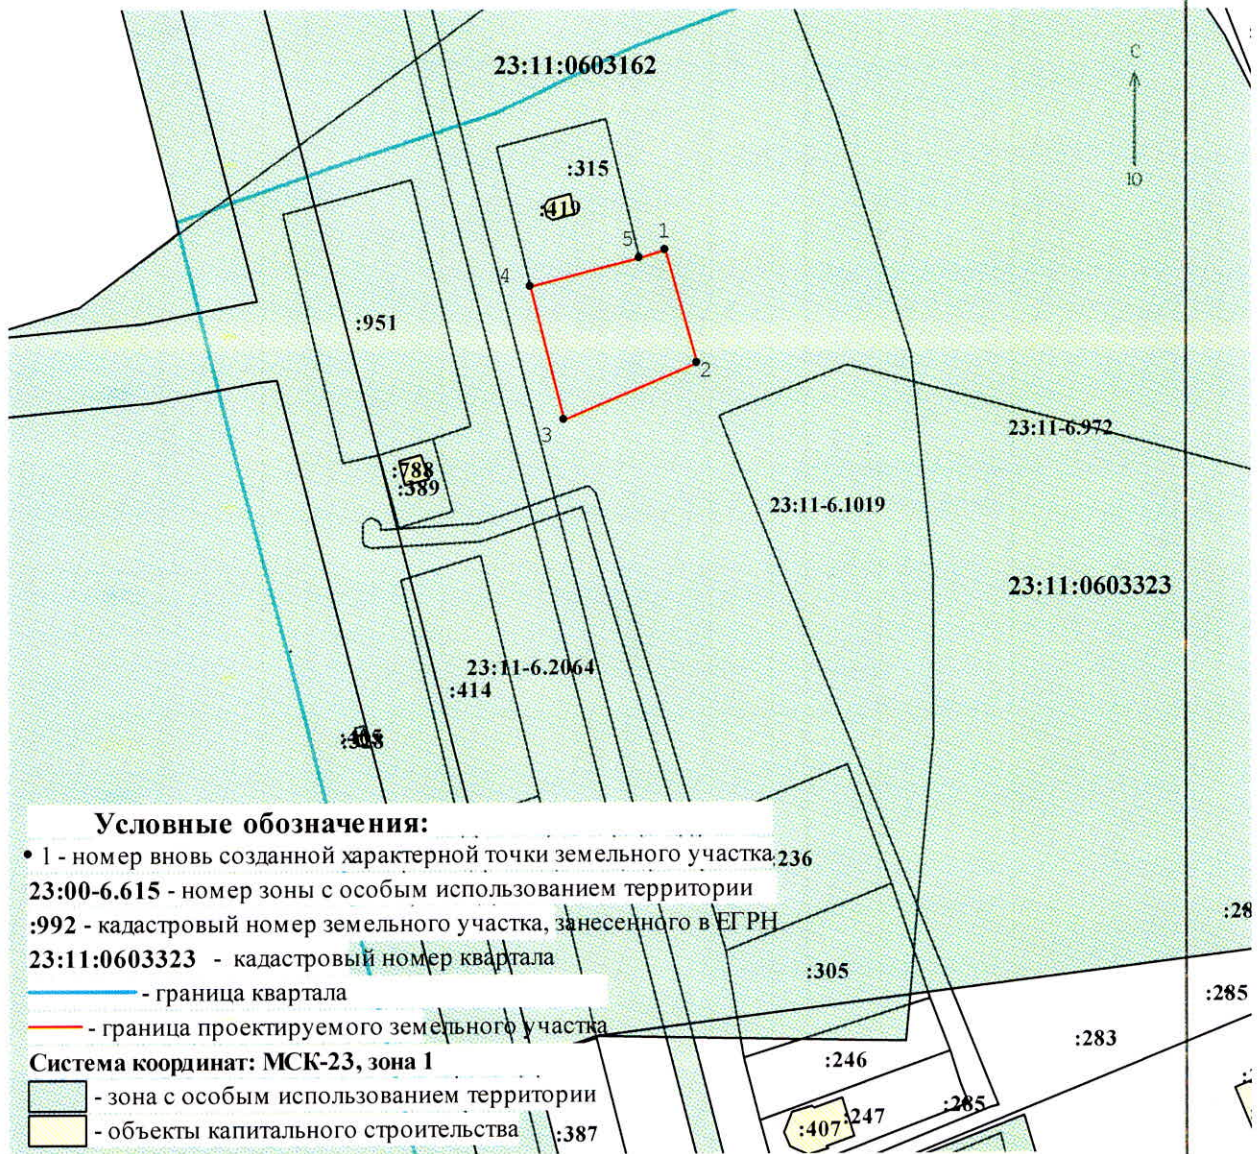 23:11:0603162
С
:315
Ю
:419
5
1
4
:951
2
3
23:11-6.972
:788
:389
23:11-6.1019
23:11:0603323
23:11-6.2064
:414
:328
Условные обозначения:
• 1 - номер вновь созданной характерной точки земельного участка
:236
23:00-6.615 - номер зоны с особым использованием территории
:992 - кадастровый номер земельного участка, занесенного в ЕГРН
23:11:0603323 - кадастровый номер квартала
:305
- граница квартала
:285
- граница проектируемого земельного участка
:283
Система координат: МСК-23, зона 1
:246
- зона с особым использованием территории
:285
:247
- объекты капитального строительства
:387
:407